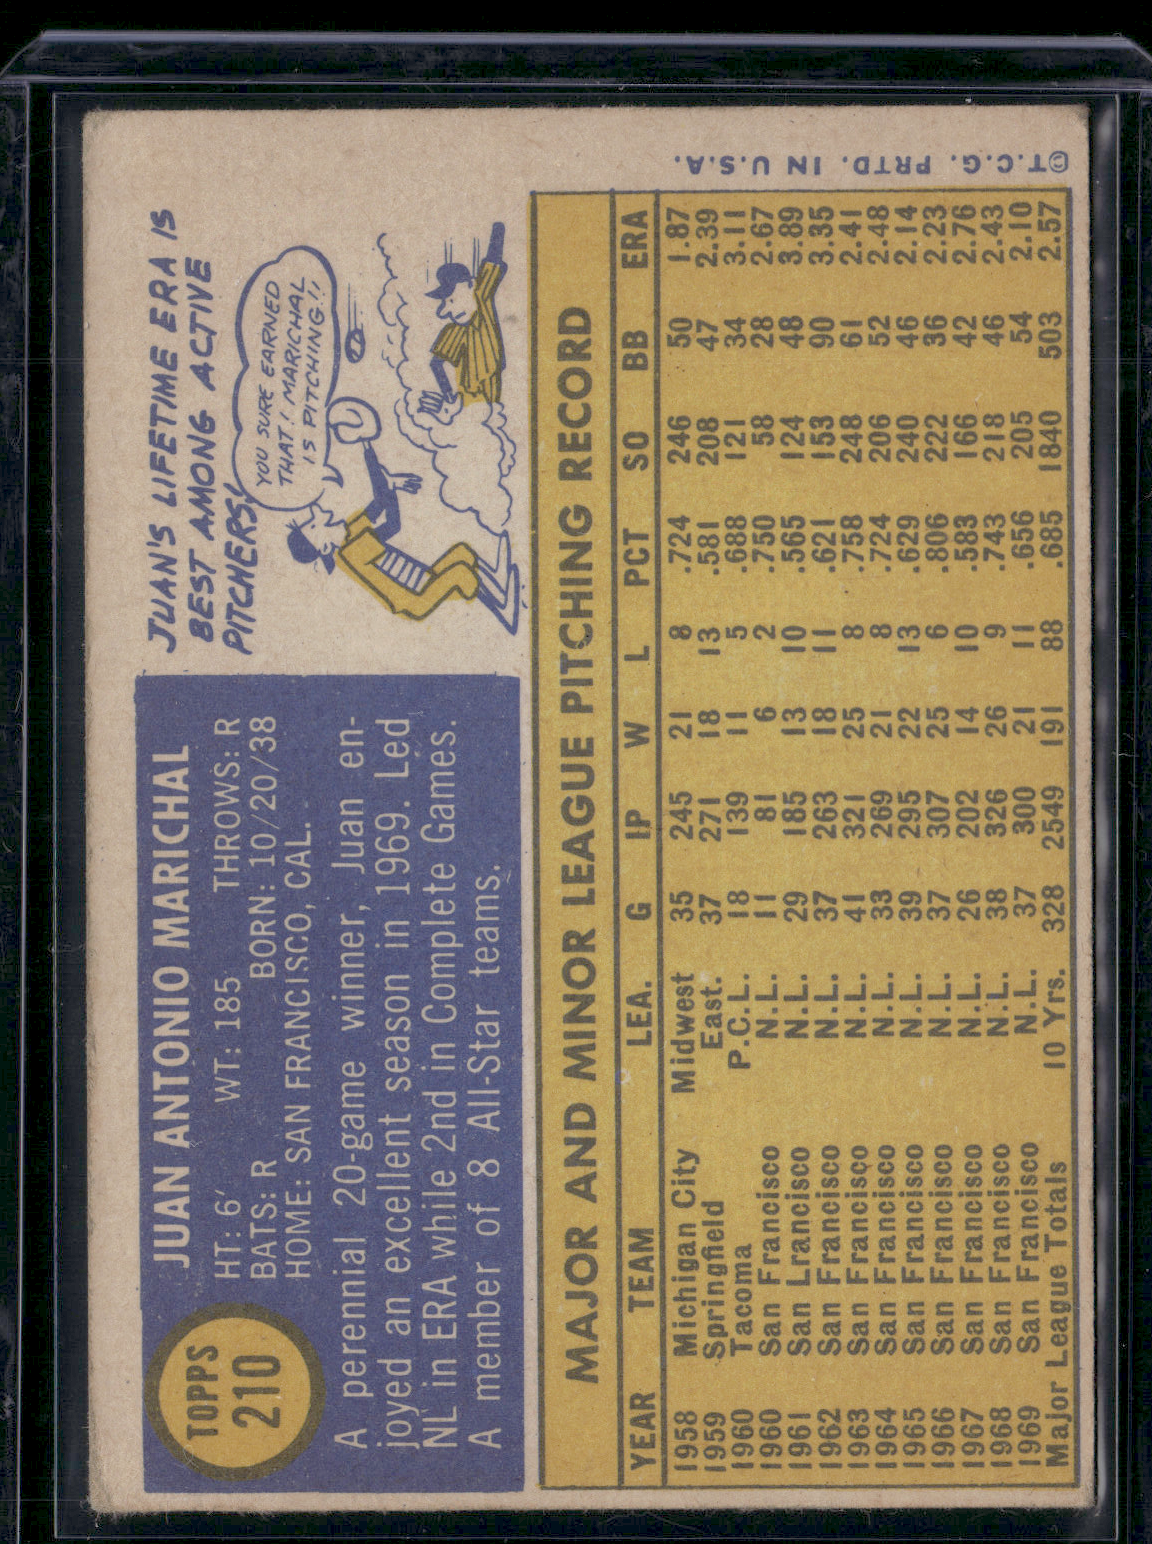 TOPPS
210
JUAN ANTONIO MARICHAL
HT: 6' WT: 185 THROWS: R
BATS: R BORN: 10/20/38
HOME: SAN FRANCISCO, CAL.
A perennial 20-game winner, Juan en-
joyed an excellent season in 1969. Led
NL in ERA while 2nd in Complete Games.
A member of 8 All-Star teams.
JUAN'S LIFETIME ERA IS
BEST AMONG ACTIVE
PITCHERS.
YOU SURE EARNED
THAT! MARICHAL
IS PITCHING!!
MAJOR AND MINOR LEAGUE PITCHING RECORD
YEAR TEAM LEA. G IP W L PCT SO BB ERA
1958 Michigan City Midwest 35 245 21 8 .724 246 50 1.87
1959 Springfield East. 37 271 18 13 .581 208 47 2.39
1960 Tacoma P.C.L. 18 139 11 5 .688 121 34 3.11
1960 San Francisco N.L. 11 81 6 2 .750 58 28 2.67
1961 San Lrancisco N.L. 29 185 13 10 .565 124 48 3.89
1962 San Francisco N.L. 37 263 18 11 .621 153 90 3.35
1963 San Francisco N.L. 41 321 25 8 .758 248 61 2.41
1964 San Francisco N.L. 33 269 21 8 .724 206 52 2.48
1965 San Francisco N.L. 39 295 22 13 .629 240 46 2.14
1966 San Francisco N.L. 37 307 25 6 .806 222 36 2.23
1967 San Francisco N.L. 26 202 14 10 .583 166 42 2.76
1968 San Francisco N.L. 38 326 26 9 .743 218 46 2.43
1969 San Francisco N.L. 37 300 21 11 .656 205 54 2.10
Major League Totals 10 Yrs. 328 2549 191 88 .685 1840 503 2.57
©T.C.G. PRTD. IN U.S.A.